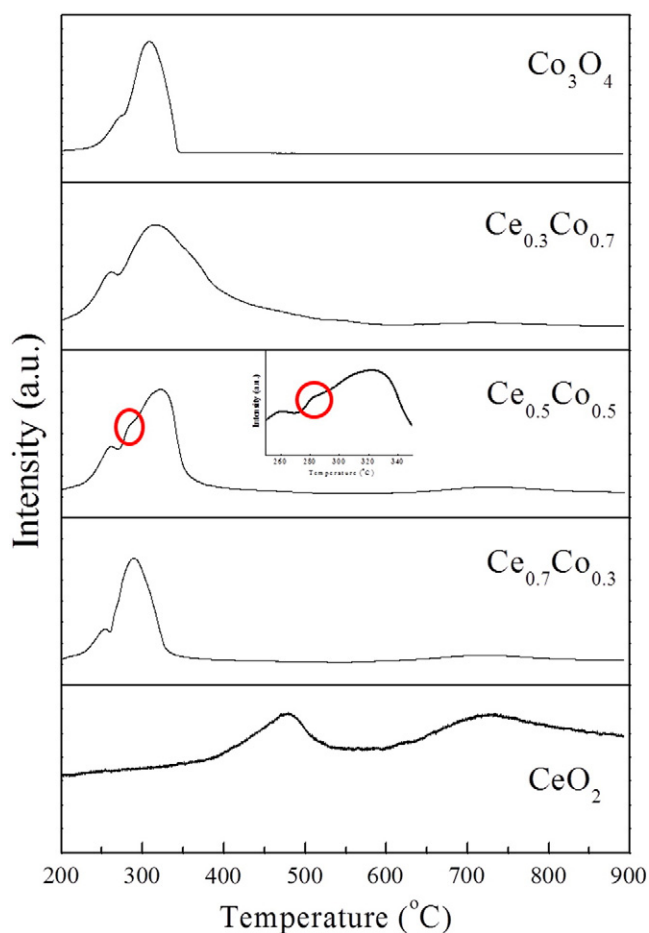 Co₃O₄
Ce₀.₃Co₀.₇
Ce₀.₅Co₀.₅
Intensity (a.u.)
260 280 300 320 340
Temperature (°C)
Ce₀.₇Co₀.₃
CeO₂
Intensity (a.u.)
200 300 400 500 600 700 800 900
Temperature (°C)